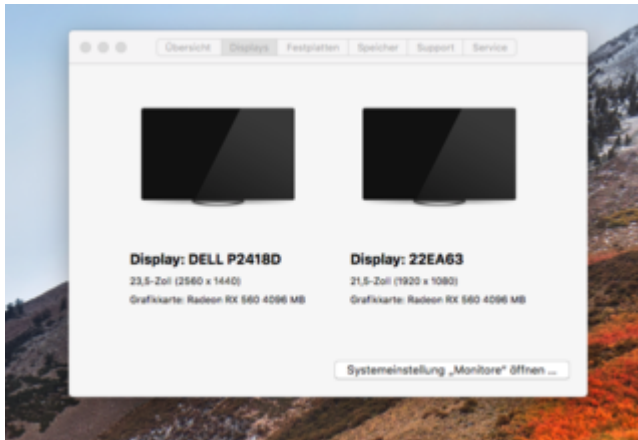 Übersicht Displays Festplatten Speicher Support Service
Display: DELL P2418D
23,5-Zoll (2560 x 1440)
Grafikkarte: Radeon RX 560 4096 MB
Display: 22EA63
21,5-Zoll (1920 x 1080)
Grafikkarte: Radeon RX 560 4096 MB
Systemeinstellung „Monitore“ öffnen ...